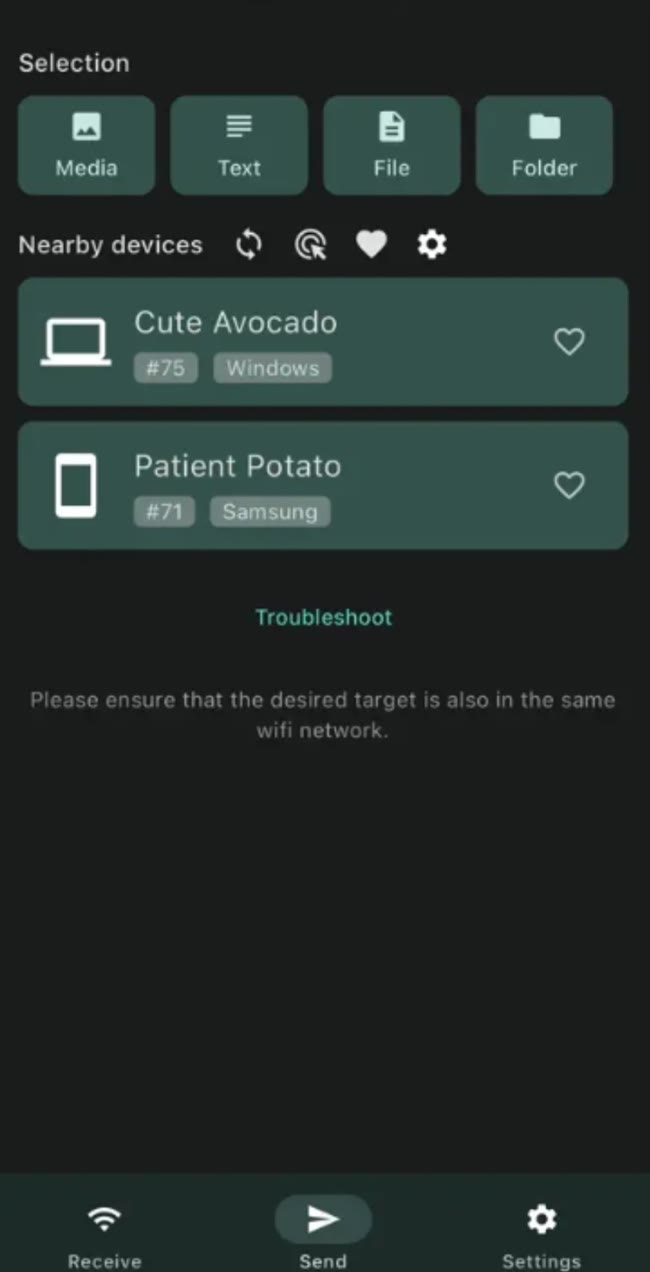 Selection
Media Text File Folder
Nearby devices
Cute Avocado
#75 Windows
Patient Potato
#71 Samsung
Troubleshoot
Please ensure that the desired target is also in the same
wifi network.
Receive Send Settings